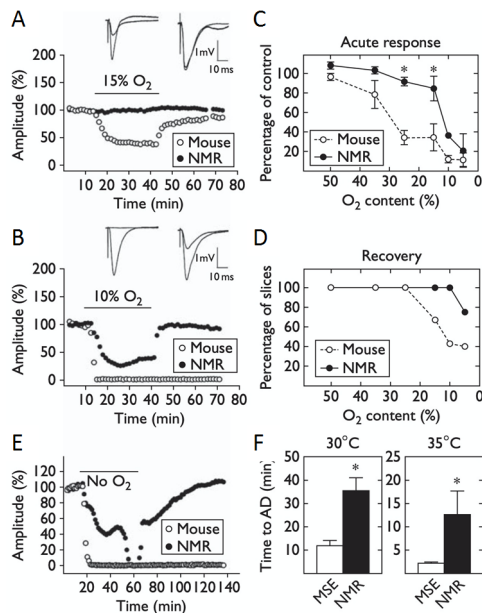 A
1mV
10 ms
15% O₂
Amplitude (%)
200
150
100
50
0
Mouse
NMR
10 20 30 40 50 60 70 80
Time (min)
B
1mV
10 ms
10% O₂
Amplitude (%)
200
150
100
50
0
Mouse
NMR
10 20 30 40 50 60 70 80
Time (min)
E
No O₂
Amplitude (%)
120
100
80
60
40
20
0
Mouse
NMR
20 40 60 80 100 120 140
Time (min)
C
Acute response
Percentage of control
100
80
60
40
20
* *
Mouse
NMR
50 40 30 20 10 0
O₂ content (%)
D
Recovery
Percentage of slices
100
80
60
40
20
Mouse
NMR
50 40 30 20 10 0
O₂ content (%)
F
30°C
35°C
Time to AD (min)
50
40
30
20
10
*
MSE NMR
25
20
15
10
5
*
MSE NMR